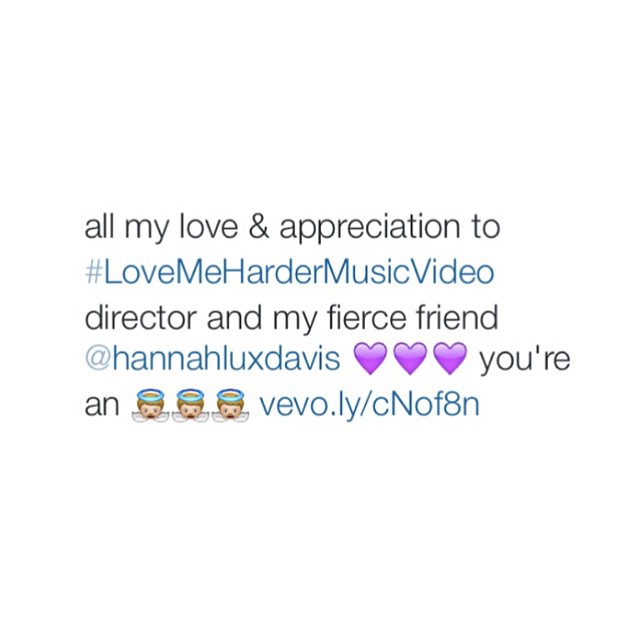 all my love & appreciation to
#LoveMeHarderMusicVideo
director and my fierce friend
@hannahluxdavis 💜💜💜 you're
an 👼👼👼 vevo.ly/cNof8n